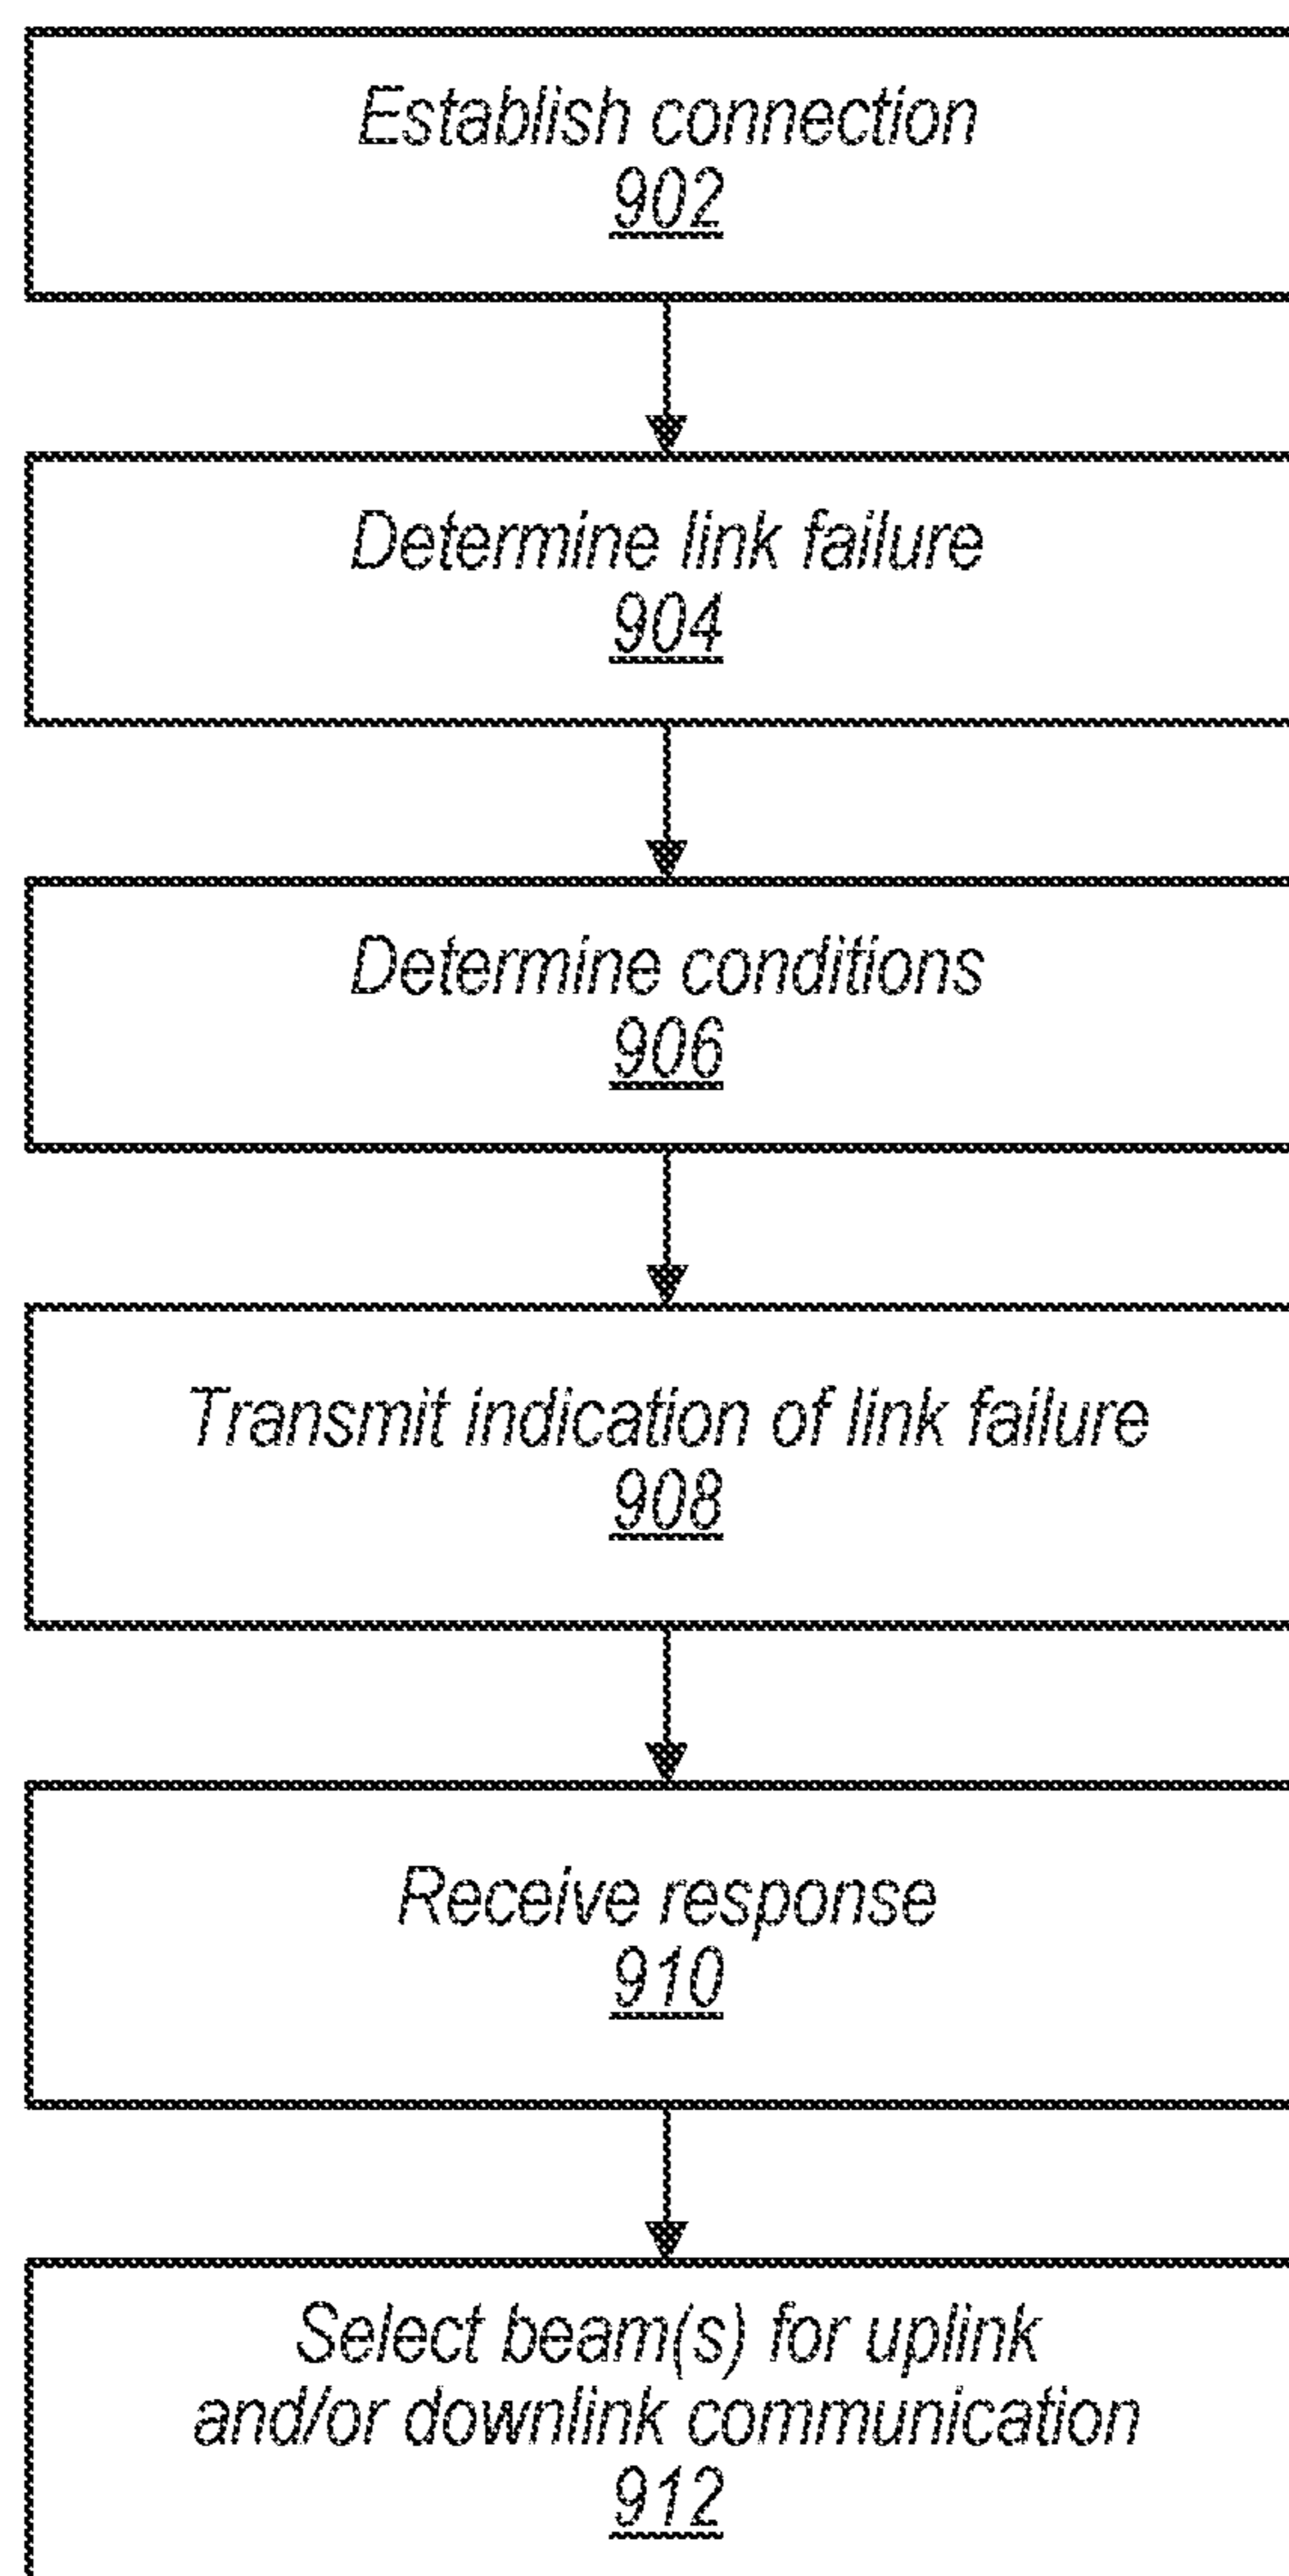 Establish connection
902
Determine link failure
904
Determine conditions
906
Transmit indication of link failure
908
Receive response
910
Select beam(s) for uplink
and/or downlink communication
912